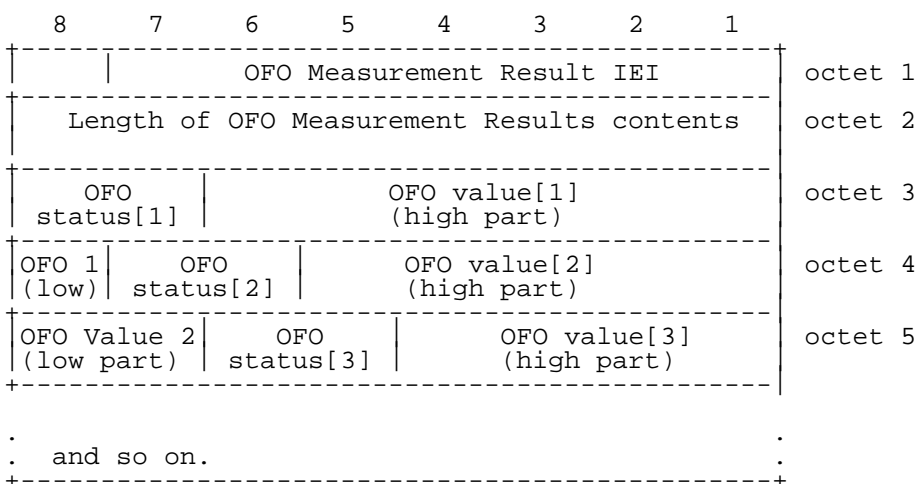 8 7 6 5 4 3 2 1
OFO Measurement Result IEI octet 1
Length of OFO Measurement Results contents octet 2
OFO OFO value[1] octet 3
status[1] (high part)
OFO 1 OFO OFO value[2] octet 4
(low) status[2] (high part)
OFO Value 2 OFO OFO value[3] octet 5
(low part) status[3] (high part)
. .
. and so on. .